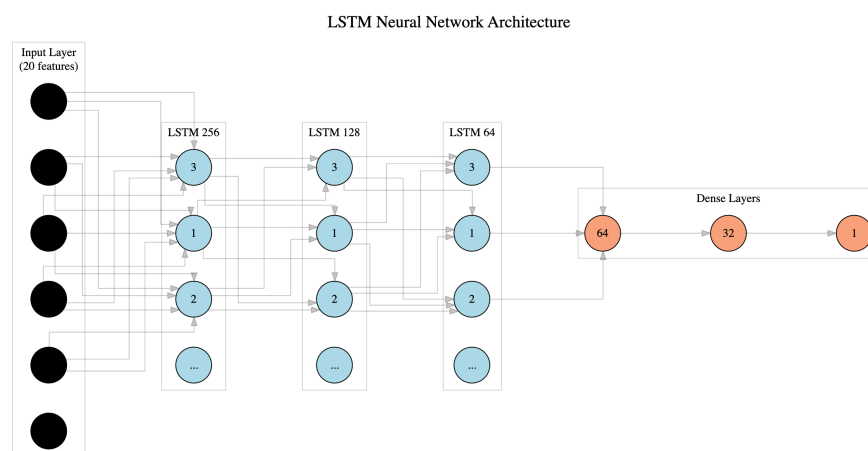 LSTM Neural Network Architecture
Input Layer
(20 features)
LSTM 256
3
1
2
...
LSTM 128
3
1
2
...
LSTM 64
3
1
2
...
Dense Layers
64
32
1